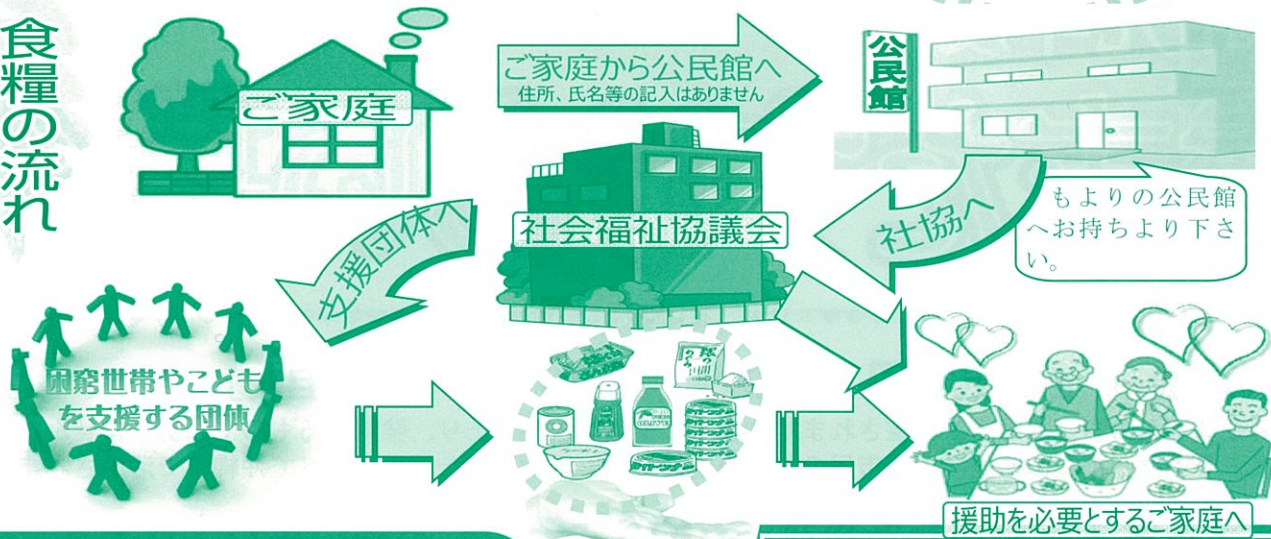 食糧の流れ
ご家庭
ご家庭から公民館へ
住所、氏名等の記入はありません
公民館
もよりの公民館
へお持ちより下さ
い。
社協へ
社会福祉協議会
支援団体へ
困窮世帯やこども
を支援する団体
援助を必要とするご家庭へ